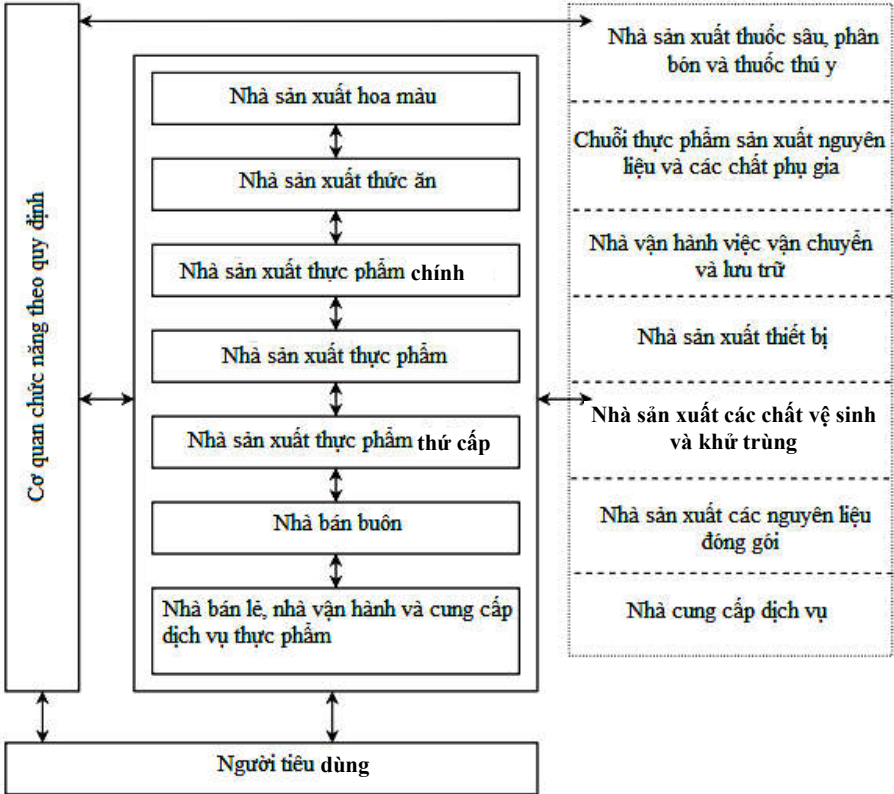 Cơ quan chức năng theo quy định
Nhà sản xuất hoa màu
Nhà sản xuất thức ăn
Nhà sản xuất thực phẩm chính
Nhà sản xuất thực phẩm
Nhà sản xuất thực phẩm thứ cấp
Nhà bán buôn
Nhà bán lẻ, nhà vận hành và cung cấp
dịch vụ thực phẩm
Nhà sản xuất thuốc sâu, phân
bón và thuốc thú y
Chuỗi thực phẩm sản xuất nguyên
liệu và các chất phụ gia
Nhà vận hành việc vận chuyển
và lưu trữ
Nhà sản xuất thiết bị
Nhà sản xuất các chất vệ sinh
và khử trùng
Nhà sản xuất các nguyên liệu
đóng gói
Nhà cung cấp dịch vụ
Người tiêu dùng